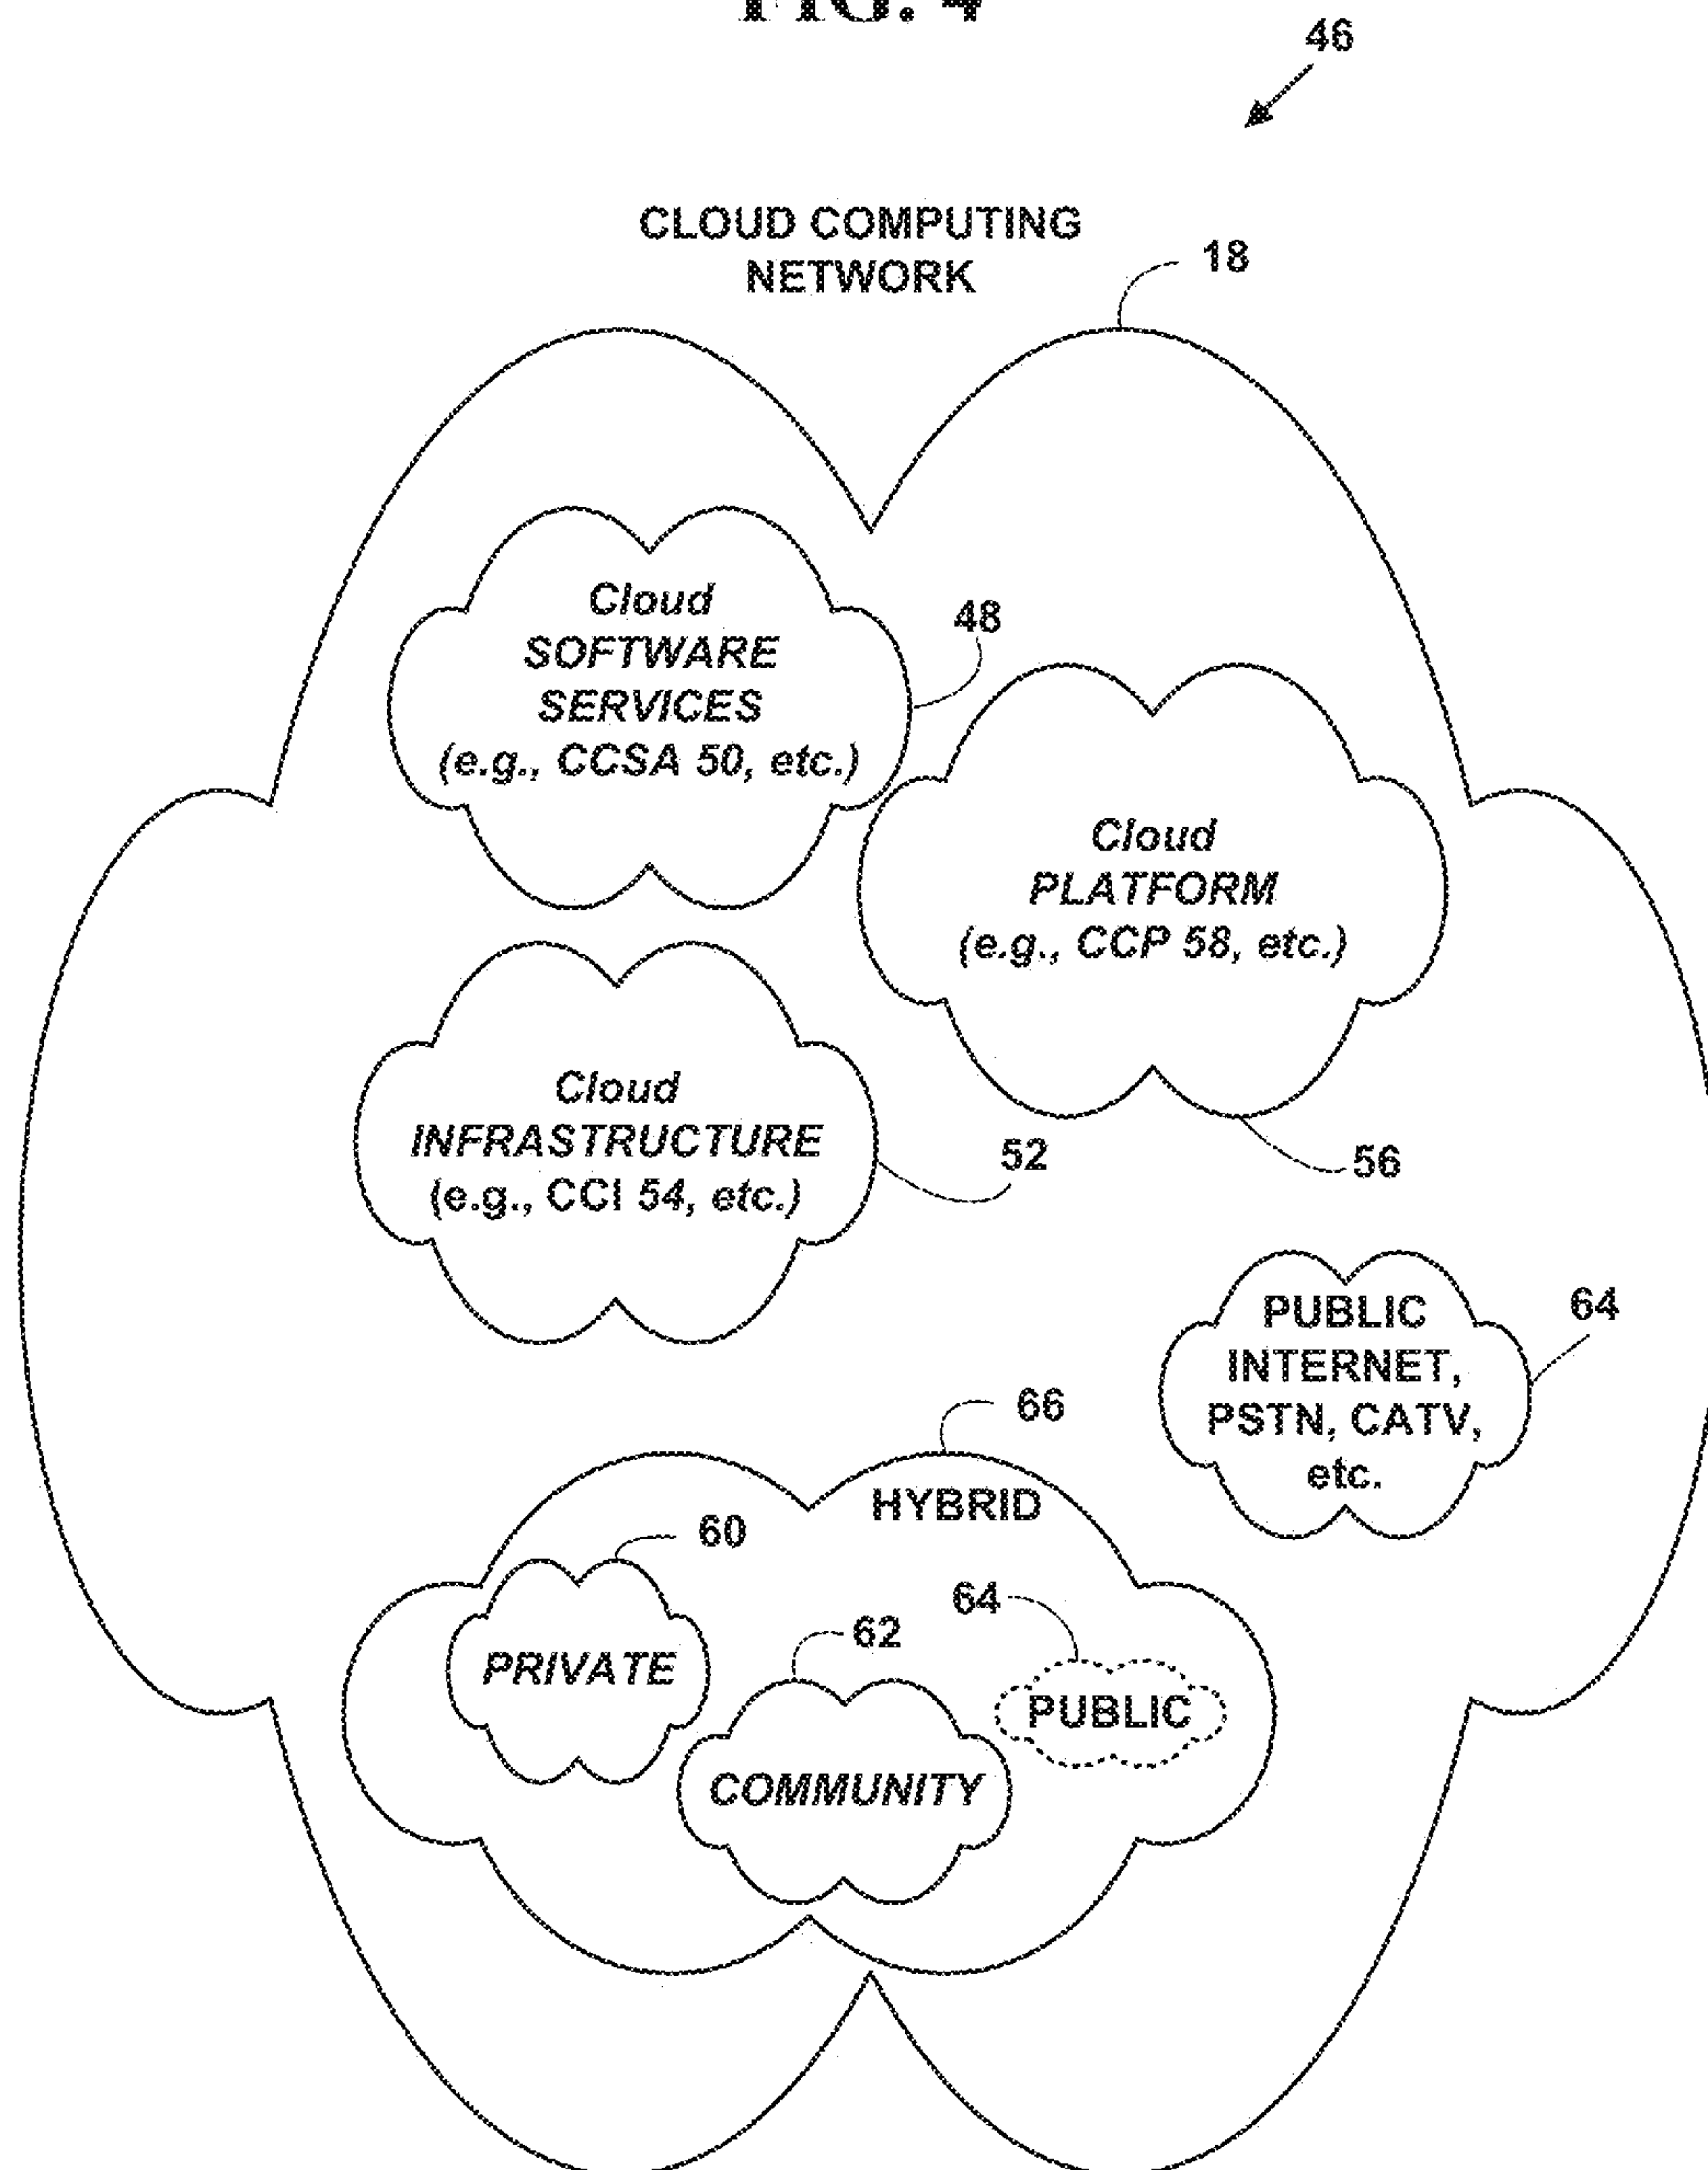 FIG. 4
46
CLOUD COMPUTING
NETWORK
18
Cloud
SOFTWARE
SERVICES
(e.g., CCSA 50, etc.)
48
Cloud
PLATFORM
(e.g., CCP 58, etc.)
56
Cloud
INFRASTRUCTURE
(e.g., CCI 54, etc.)
52
PUBLIC
INTERNET,
PSTN, CATV,
etc.
64
66
HYBRID
60
PRIVATE
62
COMMUNITY
64
PUBLIC